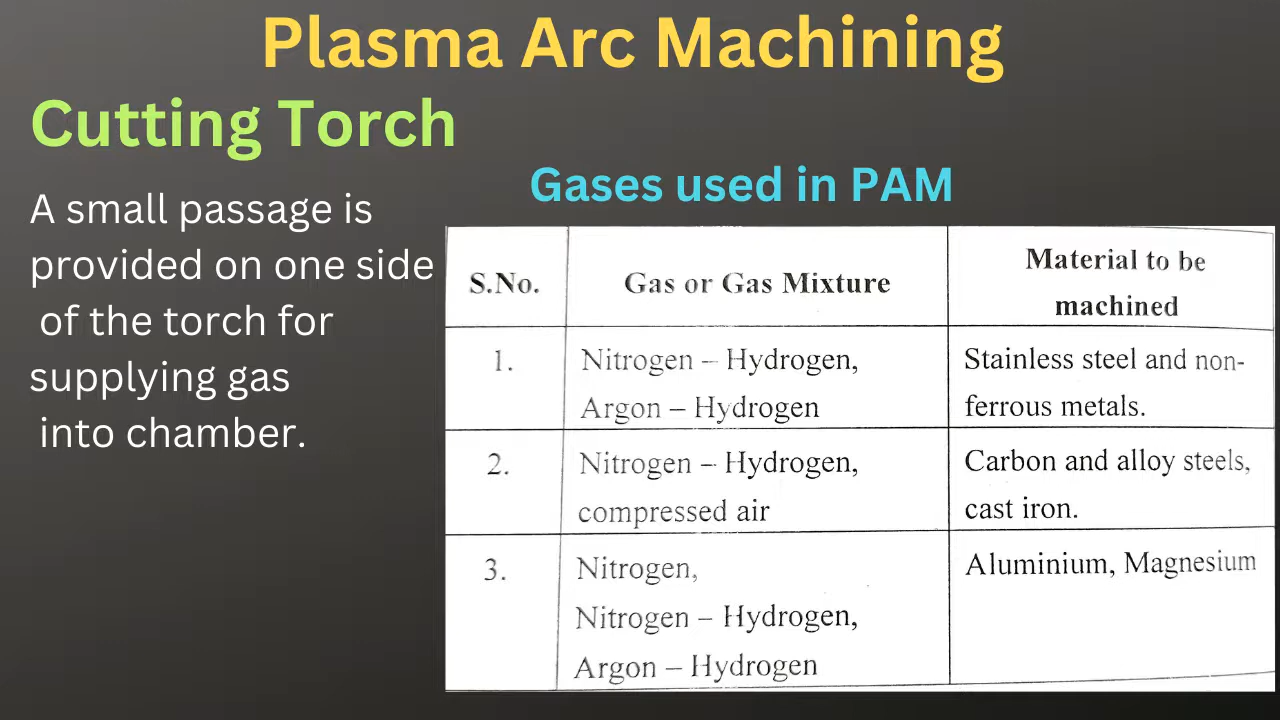 Plasma Arc Machining
Cutting Torch
A small passage is
provided on one side
of the torch for
supplying gas
into chamber.
Gases used in PAM
S.No. Gas or Gas Mixture Material to be
machined
1. Nitrogen – Hydrogen, Stainless steel and non-
Argon – Hydrogen ferrous metals.
2. Nitrogen – Hydrogen, Carbon and alloy steels,
compressed air cast iron.
3. Nitrogen, Aluminium, Magnesium
Nitrogen – Hydrogen,
Argon – Hydrogen